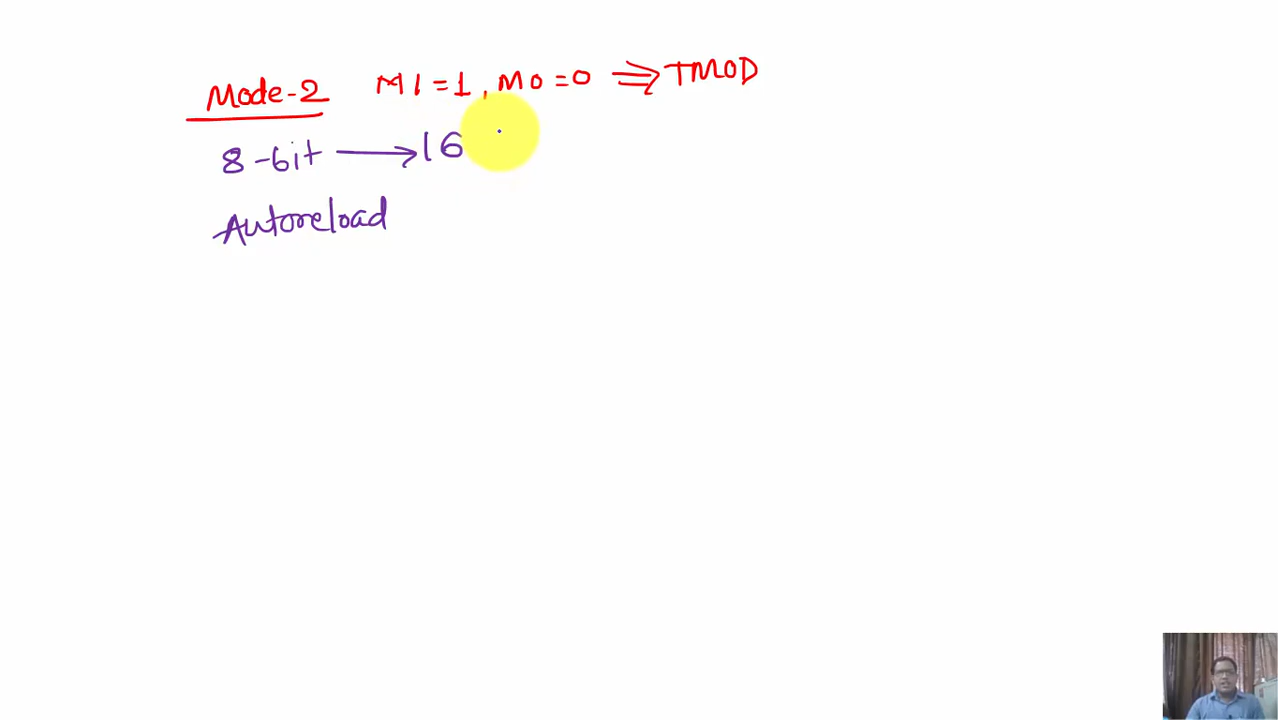 Mode-2 M1=1, M0=0 ⇒ TMOD
8-bit → 16
Autoreload